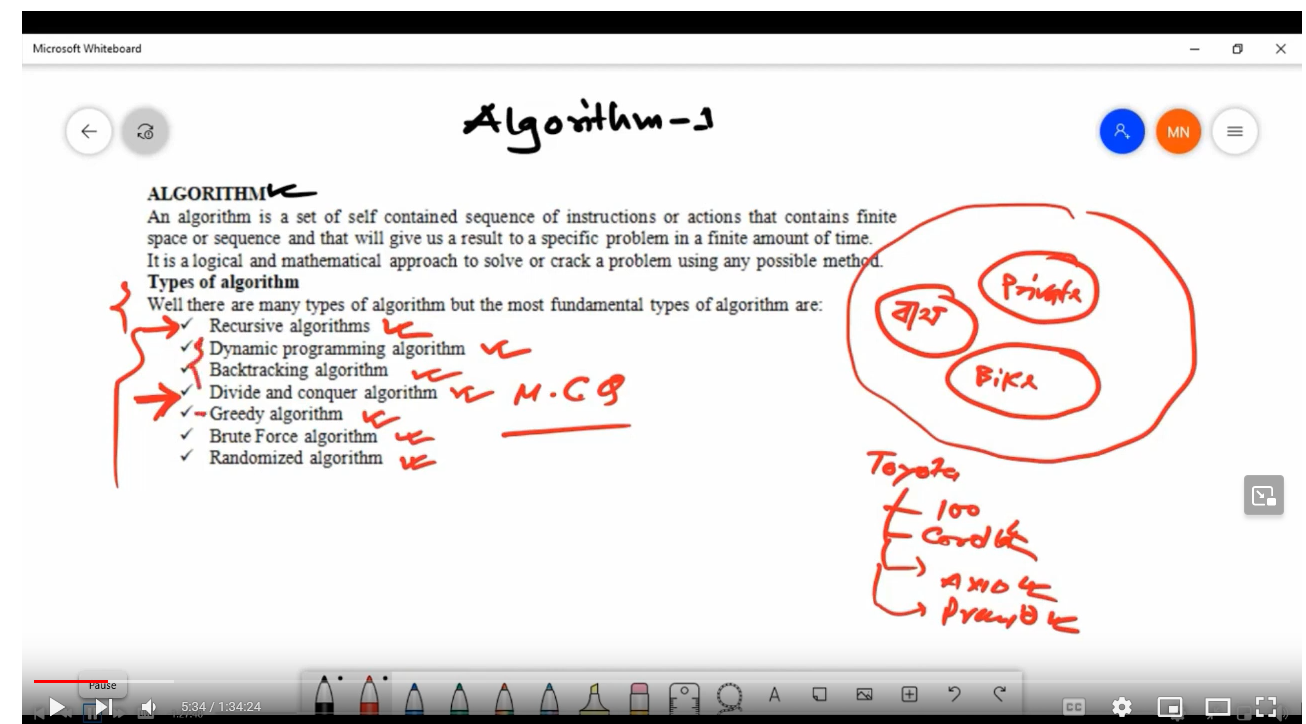 Microsoft Whiteboard
Algorithm-1
MN
ALGORITHM
An algorithm is a set of self contained sequence of instructions or actions that contains finite
space or sequence and that will give us a result to a specific problem in a finite amount of time.
It is a logical and mathematical approach to solve or crack a problem using any possible method.
Types of algorithm
Well there are many types of algorithm but the most fundamental types of algorithm are:
✓ Recursive algorithms
✓ Dynamic programming algorithm
✓ Backtracking algorithm
✓ Divide and conquer algorithm
✓ Greedy algorithm
✓ Brute Force algorithm
✓ Randomized algorithm
M.CQ
Private
Bike
Toyota
100
Axio
Pause
5:34 / 1:34:24
CC